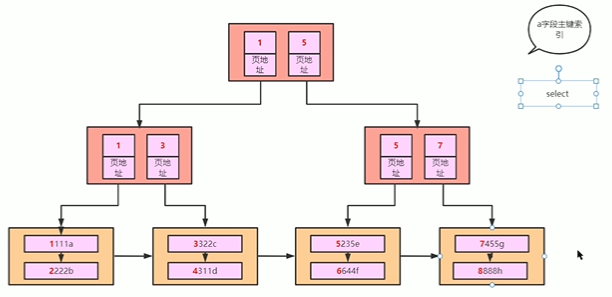 a字段主键索
引
select
1 5
页地 页地
址 址
1 3
页地 页地
址 址
5 7
页地 页地
址 址
1111a
2222b
3322c
4311d
5235e
6644f
7455g
8888h